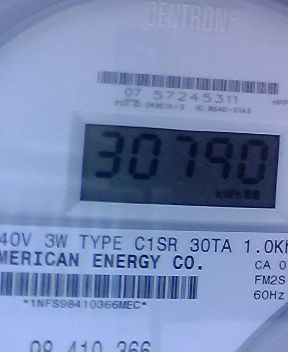 CENTRON
07 57245311
30790
kWh
40V 3W TYPE C1SR 30TA 1.0K
MERICAN ENERGY CO.
CA 0
FM2S
60Hz
*1NFS98410366MEC*
98 410 366